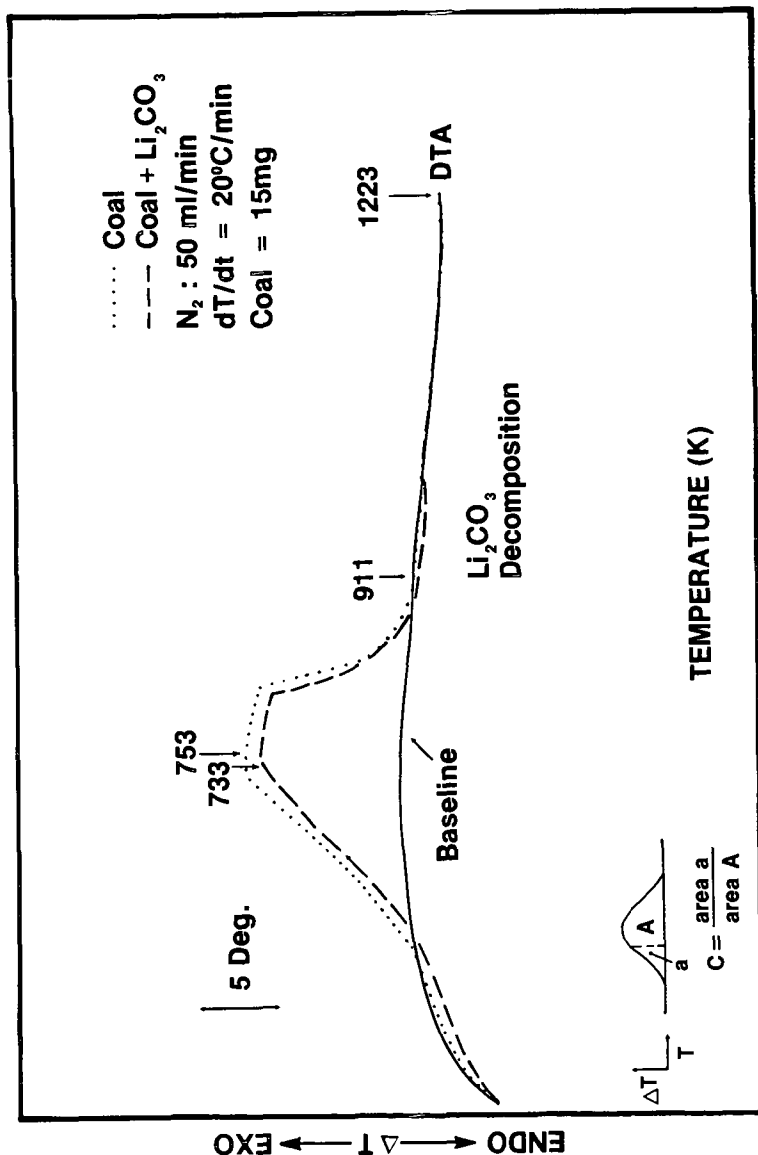 ····· Coal
--- Coal + Li₂CO₃
N₂ : 50 ml/min
dT/dt = 20ºC/min
Coal = 15mg
1223
DTA
911
Li₂CO₃
Decomposition
753
733
Baseline
5 Deg.
ENDO ← ΔT → EXO
TEMPERATURE (K)
ΔT
T
a
A
C = area a / area A